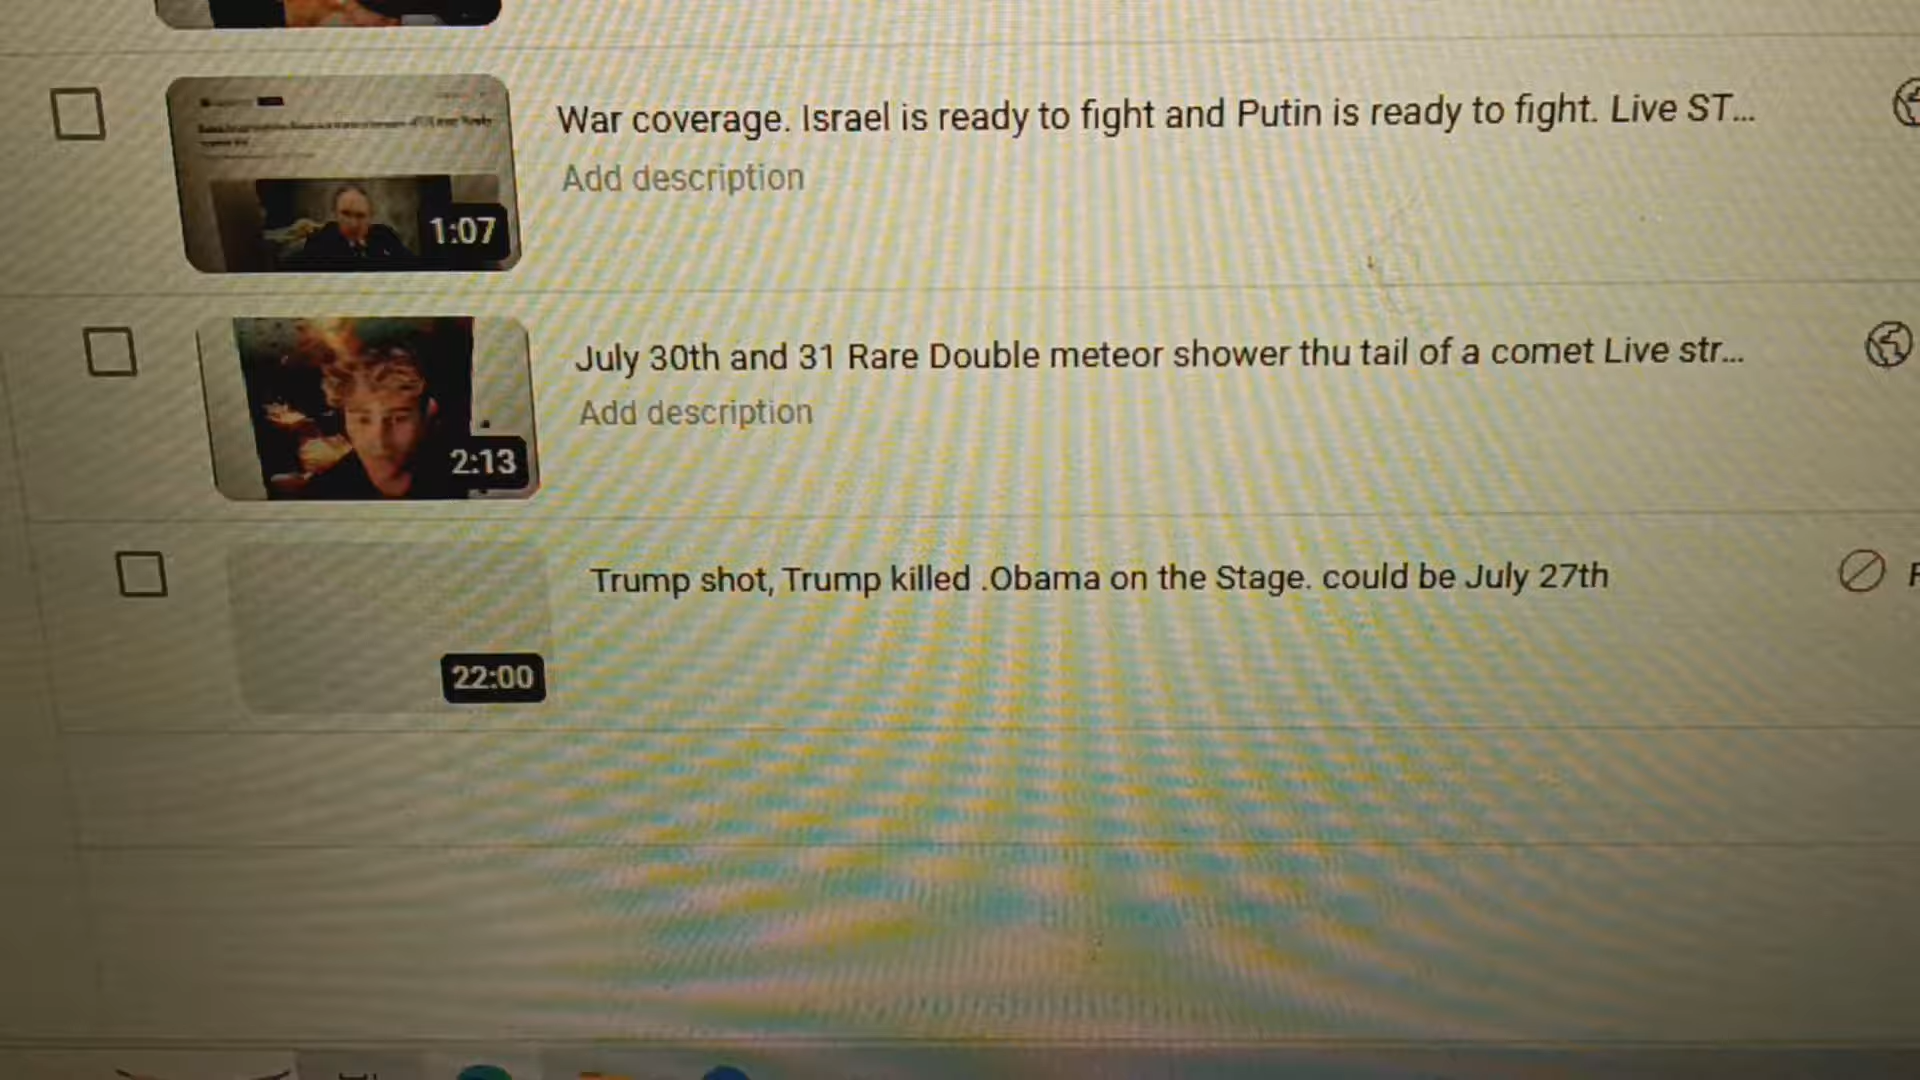 War coverage. Israel is ready to fight and Putin is ready to fight. Live ST...
Add description
1:07
July 30th and 31 Rare Double meteor shower thu tail of a comet Live str...
Add description
2:13
Trump shot, Trump killed .Obama on the Stage. could be July 27th
22:00